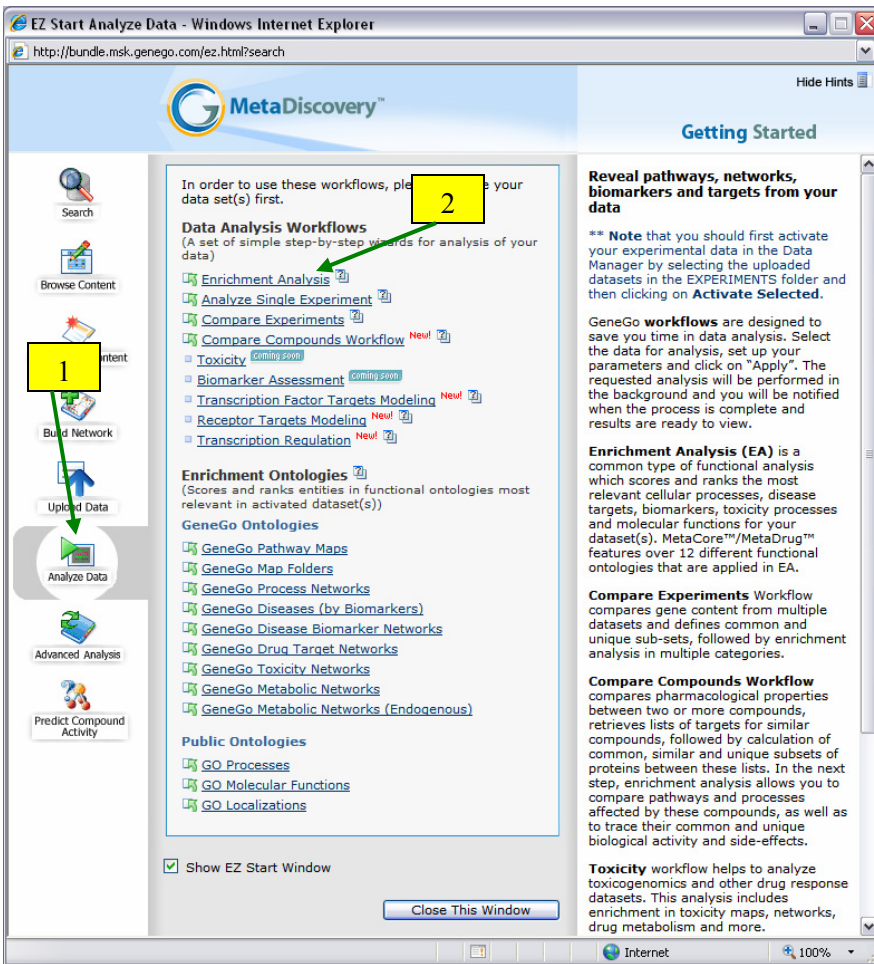 EZ Start Analyze Data - Windows Internet Explorer
http://bundle.msk.genego.com/ez.html?search
Hide Hints
MetaDiscovery™
Getting Started
Search
Browse Content
ntent
1
Build Network
Upload Data
Analyze Data
Advanced Analysis
Predict Compound
Activity
In order to use these workflows, ple e your
data set(s) first.
2
Data Analysis Workflows
(A set of simple step-by-step wizards for analysis of your
data)
Enrichment Analysis
Analyze Single Experiment
Compare Experiments
Compare Compounds Workflow New!
Toxicity coming soon
Biomarker Assessment coming soon
Transcription Factor Targets Modeling New!
Receptor Targets Modeling New!
Transcription Regulation New!
Enrichment Ontologies
(Scores and ranks entities in functional ontologies most
relevant in activated dataset(s))
GeneGo Ontologies
GeneGo Pathway Maps
GeneGo Map Folders
GeneGo Process Networks
GeneGo Diseases (by Biomarkers)
GeneGo Disease Biomarker Networks
GeneGo Drug Target Networks
GeneGo Toxicity Networks
GeneGo Metabolic Networks
GeneGo Metabolic Networks (Endogenous)
Public Ontologies
GO Processes
GO Molecular Functions
GO Localizations
Show EZ Start Window
Close This Window
Reveal pathways, networks,
biomarkers and targets from your
data
** Note that you should first activate
your experimental data in the Data
Manager by selecting the uploaded
datasets in the EXPERIMENTS folder and
then clicking on Activate Selected.
GeneGo workflows are designed to
save you time in data analysis. Select
the data for analysis, set up your
parameters and click on "Apply". The
requested analysis will be performed in
the background and you will be notified
when the process is complete and
results are ready to view.
Enrichment Analysis (EA) is a
common type of functional analysis
which scores and ranks the most
relevant cellular processes, disease
targets, biomarkers, toxicity processes
and molecular functions for your
dataset(s). MetaCore™/MetaDrug™
features over 12 different functional
ontologies that are applied in EA.
Compare Experiments Workflow
compares gene content from multiple
datasets and defines common and
unique sub-sets, followed by enrichment
analysis in multiple categories.
Compare Compounds Workflow
compares pharmacological properties
between two or more compounds,
retrieves lists of targets for similar
compounds, followed by calculation of
common, similar and unique subsets of
proteins between these lists. In the next
step, enrichment analysis allows you to
compare pathways and processes
affected by these compounds, as well as
to trace their common and unique
biological activity and side-effects.
Toxicity workflow helps to analyze
toxicogenomics and other drug response
datasets. This analysis includes
enrichment in toxicity maps, networks,
drug metabolism and more.
Internet
100%